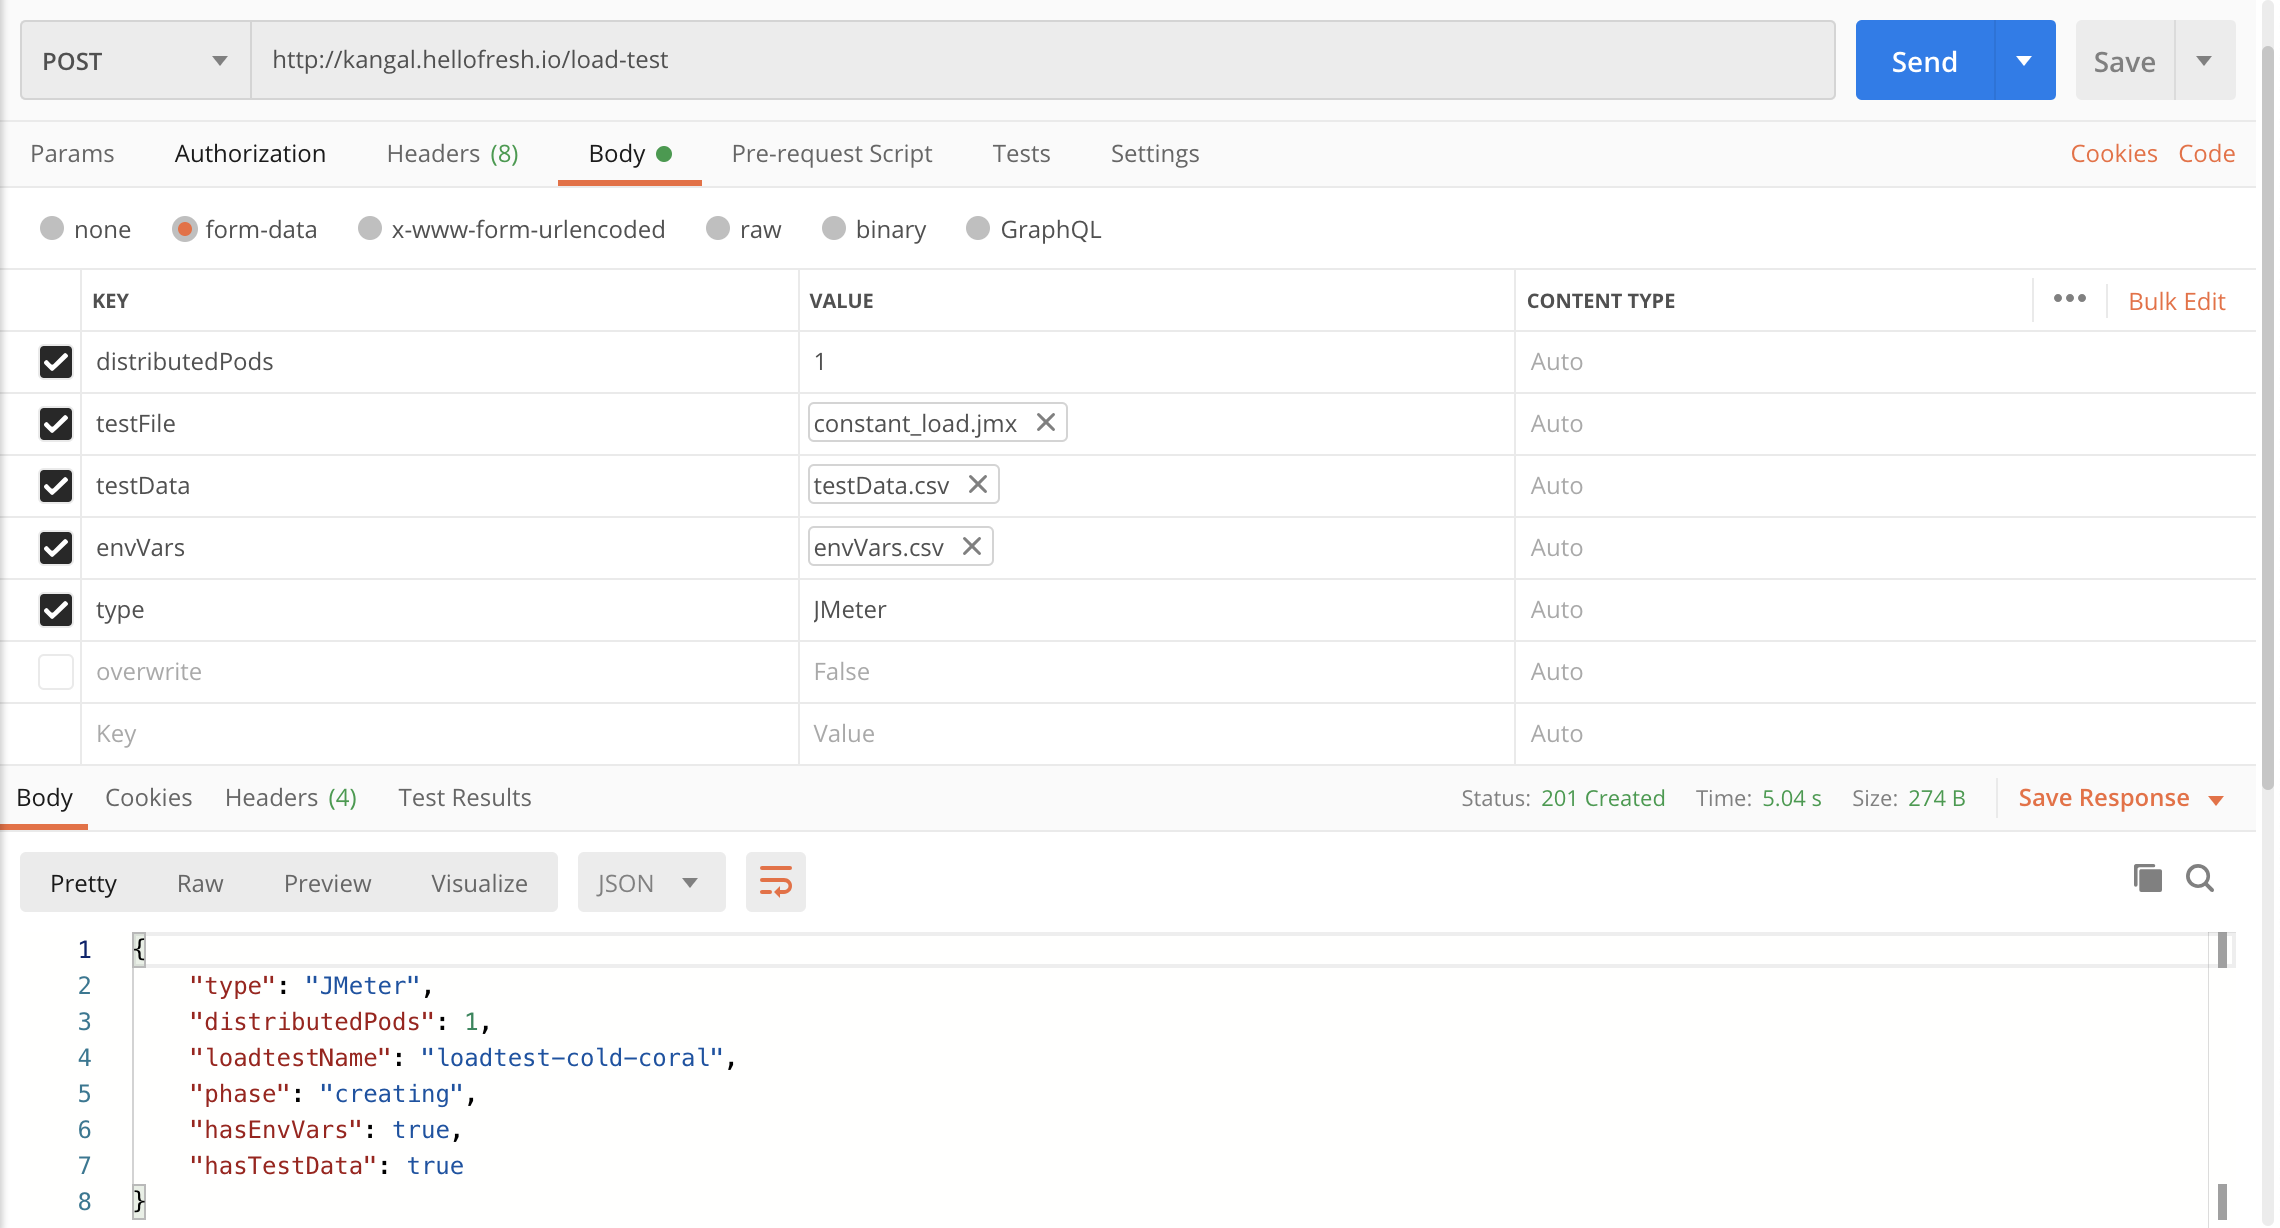 POST http://kangal.hellofresh.io/load-test Send Save
Params Authorization Headers (8) Body Pre-request Script Tests Settings Cookies Code
none form-data x-www-form-urlencoded raw binary GraphQL
KEY VALUE CONTENT TYPE ••• Bulk Edit
distributedPods 1 Auto
testFile constant_load.jmx Auto
testData testData.csv Auto
envVars envVars.csv Auto
type JMeter Auto
overwrite False Auto
Key Value Auto
Body Cookies Headers (4) Test Results Status: 201 Created Time: 5.04 s Size: 274 B Save Response
Pretty Raw Preview Visualize JSON
1 {
2 "type": "JMeter",
3 "distributedPods": 1,
4 "loadtestName": "loadtest-cold-coral",
5 "phase": "creating",
6 "hasEnvVars": true,
7 "hasTestData": true
8 }